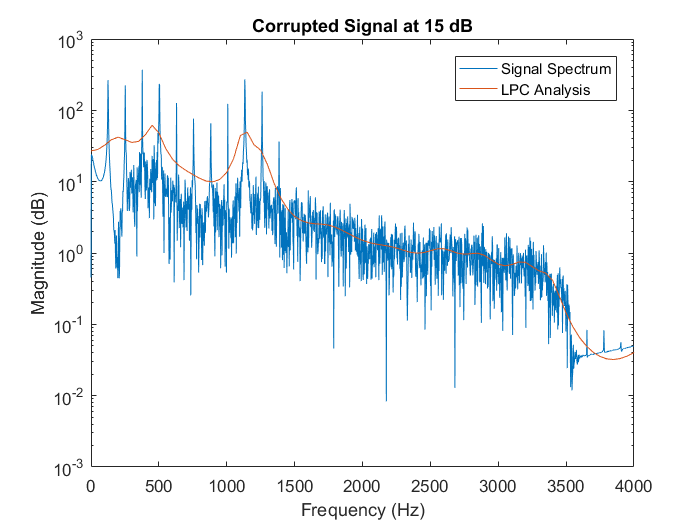 Corrupted Signal at 15 dB
Signal Spectrum
LPC Analysis
Magnitude (dB)
10^3
10^2
10^1
10^0
10^-1
10^-2
10^-3
0 500 1000 1500 2000 2500 3000 3500 4000
Frequency (Hz)